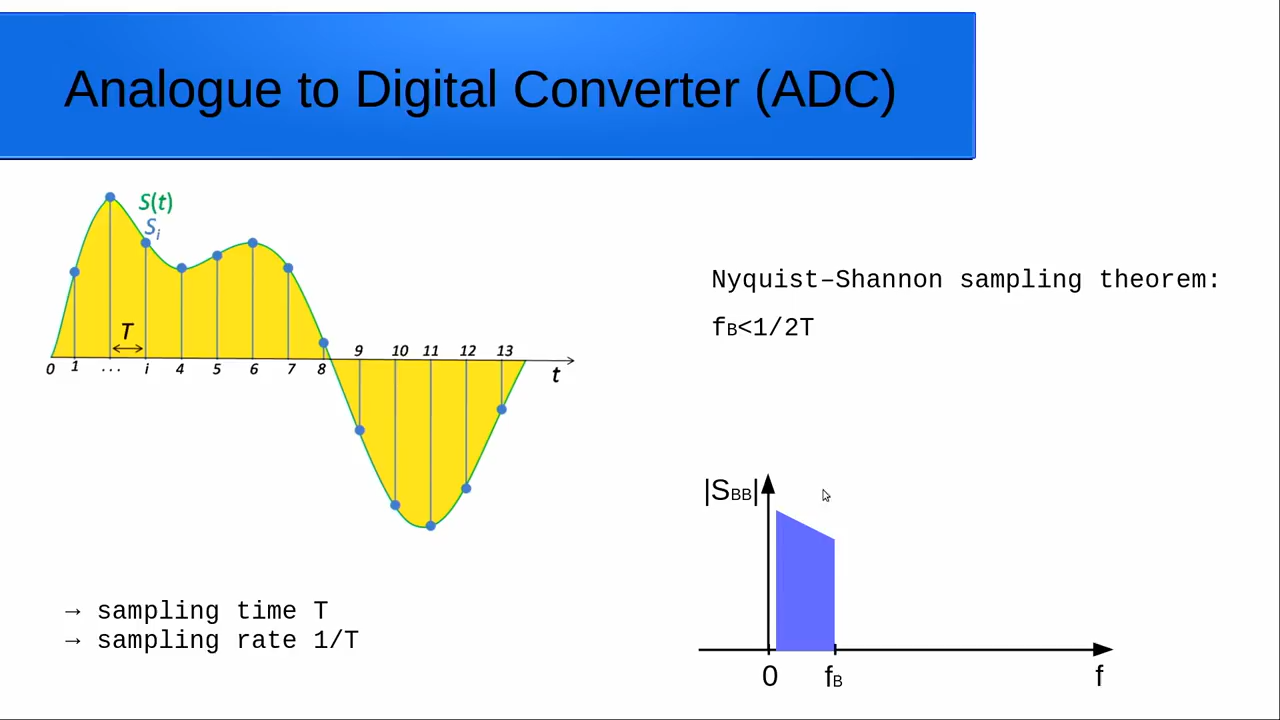 Analogue to Digital Converter (ADC)
S(t)
Sᵢ
T
0 1 ... i 4 5 6 7 8 9 10 11 12 13
t
→ sampling time T
→ sampling rate 1/T
Nyquist–Shannon sampling theorem:
fB<1/2T
|SBB|
0 fB f